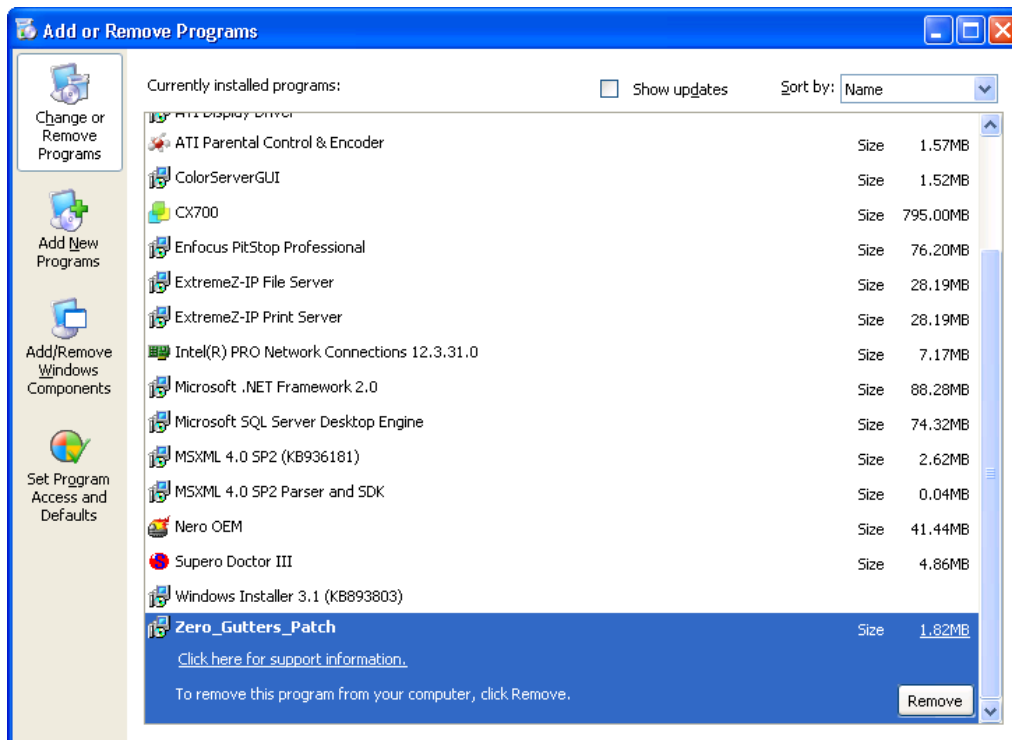 Add or Remove Programs
Change or
Remove
Programs
Add New
Programs
Add/Remove
Windows
Components
Set Program
Access and
Defaults
Currently installed programs:
Show updates
Sort by: Name
ATI Display Driver
ATI Parental Control & Encoder Size 1.57MB
ColorServerGUI Size 1.52MB
CX700 Size 795.00MB
Enfocus PitStop Professional Size 76.20MB
ExtremeZ-IP File Server Size 28.19MB
ExtremeZ-IP Print Server Size 28.19MB
Intel(R) PRO Network Connections 12.3.31.0 Size 7.17MB
Microsoft .NET Framework 2.0 Size 88.28MB
Microsoft SQL Server Desktop Engine Size 74.32MB
MSXML 4.0 SP2 (KB936181) Size 2.62MB
MSXML 4.0 SP2 Parser and SDK Size 0.04MB
Nero OEM Size 41.44MB
Supero Doctor III Size 4.86MB
Windows Installer 3.1 (KB893803)
Zero_Gutters_Patch Size 1.82MB
Click here for support information.
To remove this program from your computer, click Remove.
Remove